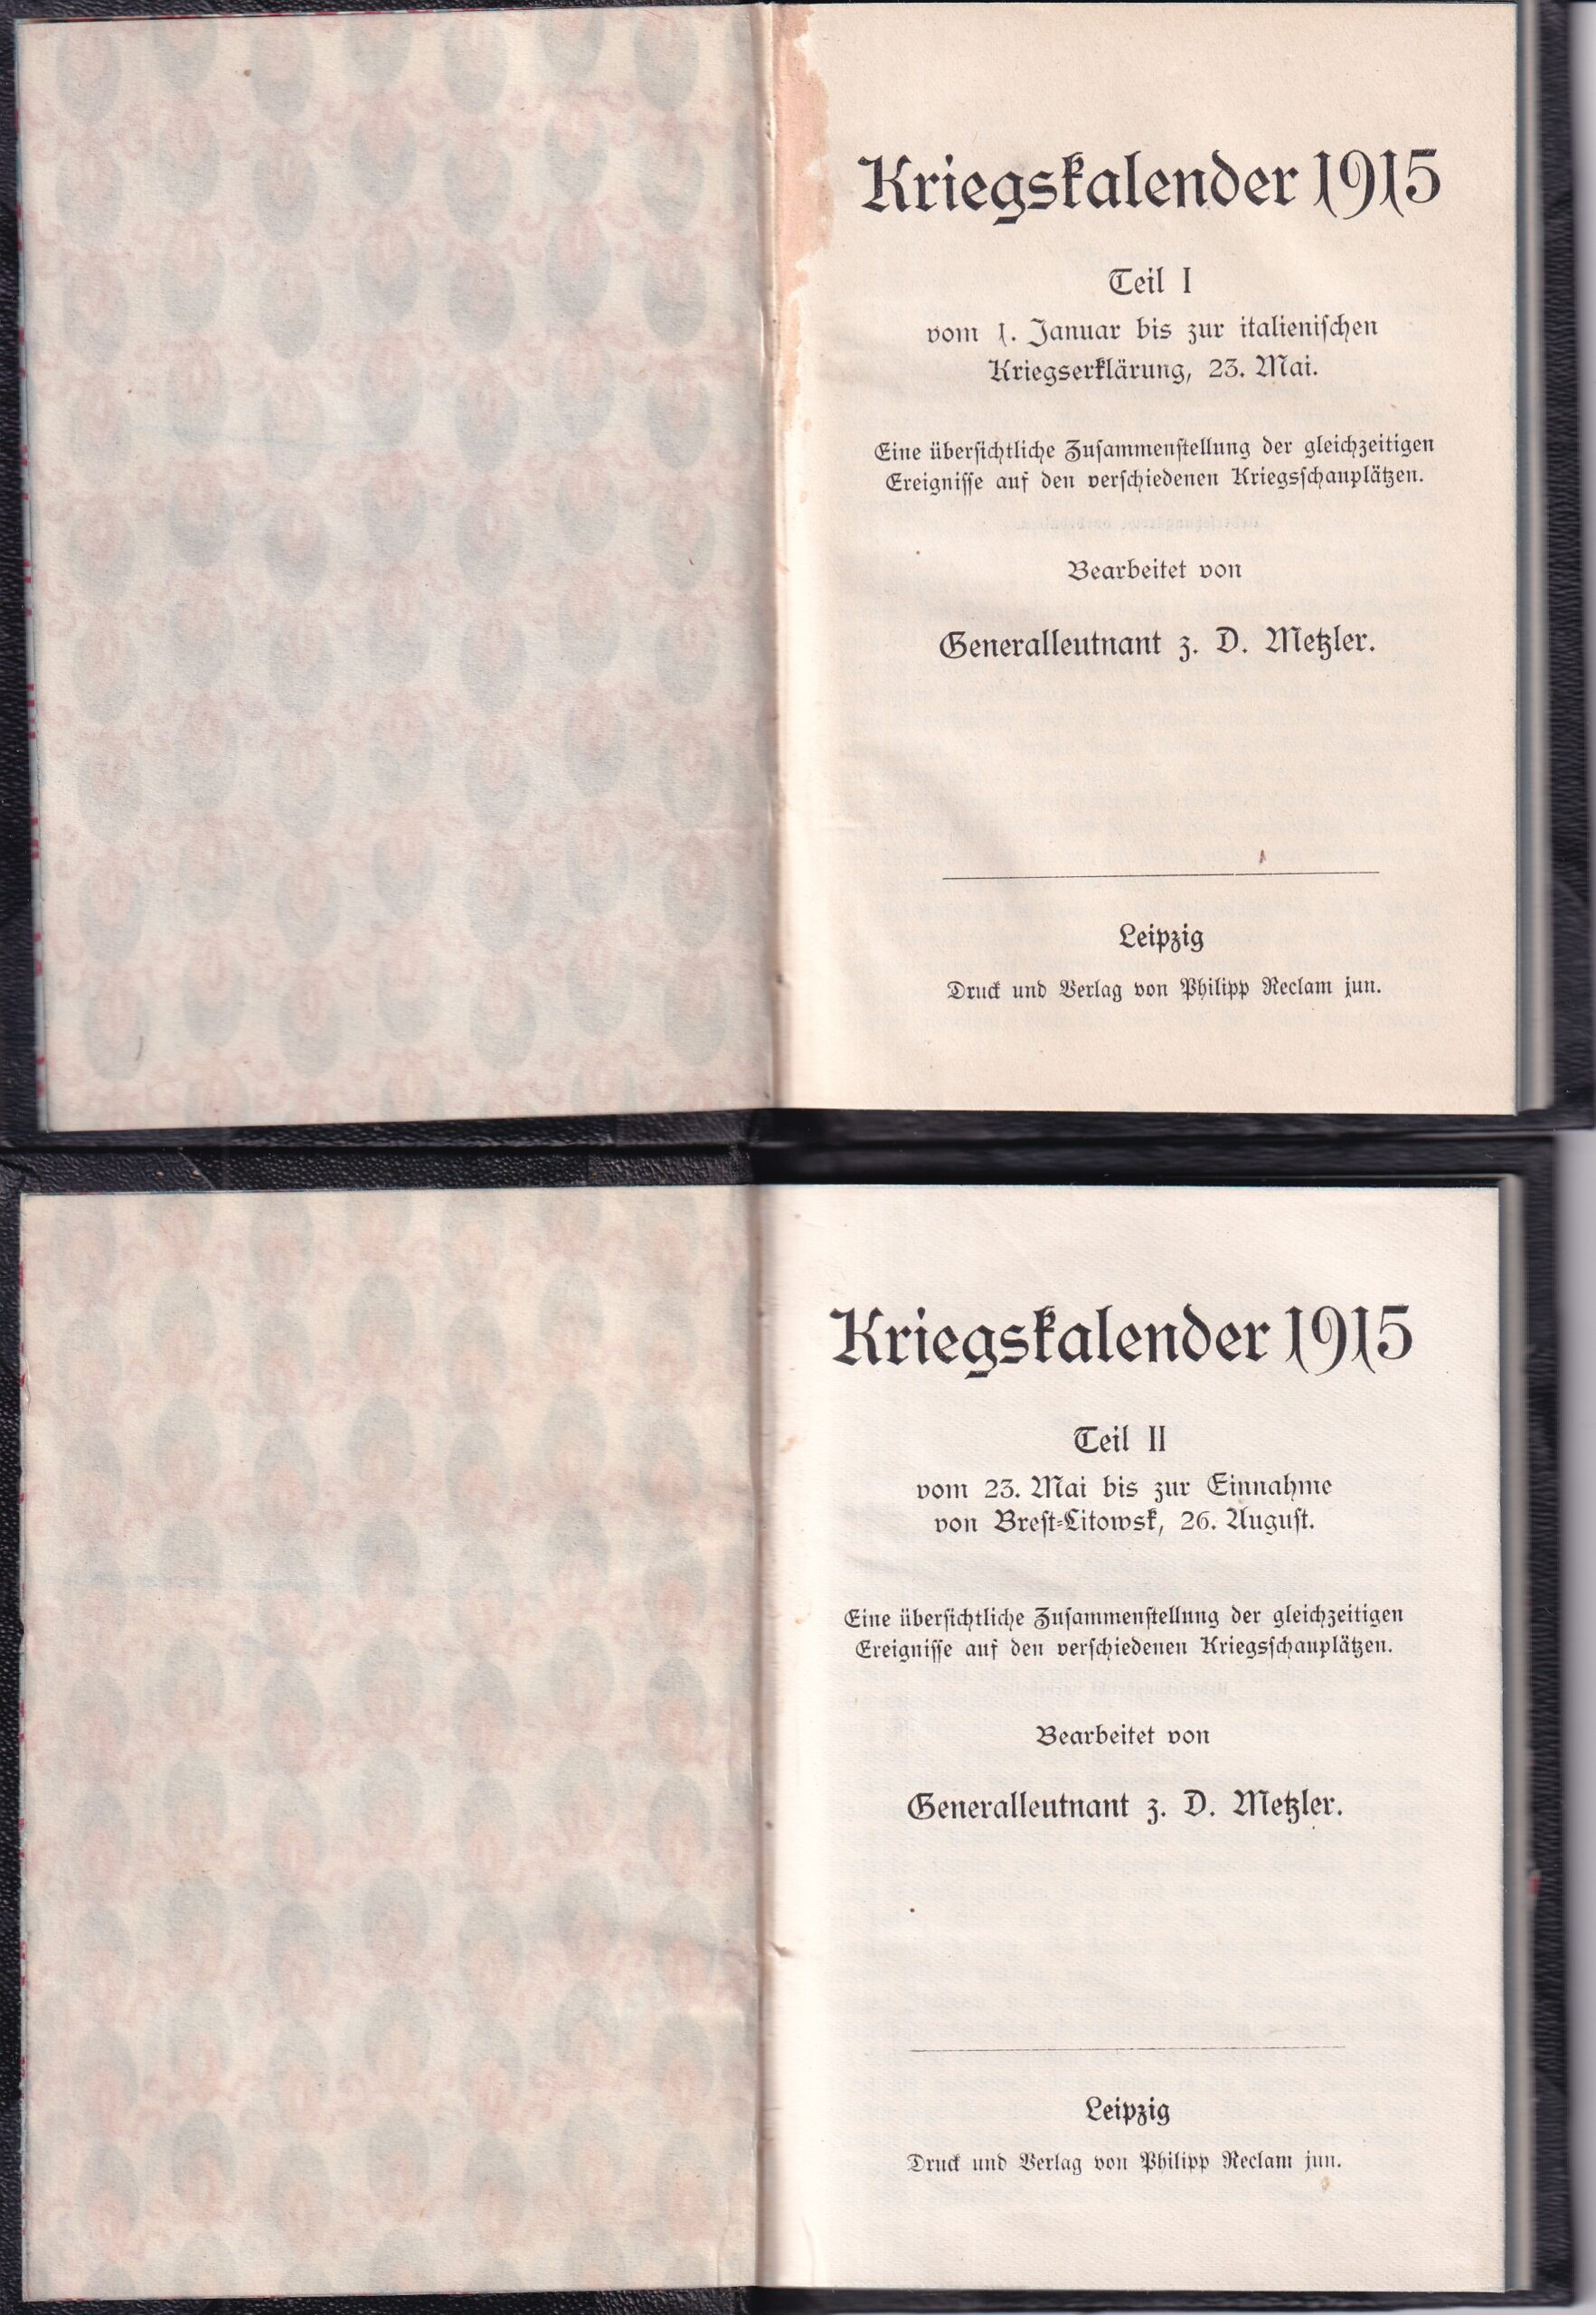 Kriegskalender 1915
Teil I
vom 1. Januar bis zur italienischen
Kriegserklärung, 23. Mai.
Eine übersichtliche Zusammenstellung der gleichzeitigen
Ereignisse auf den verschiedenen Kriegsschauplätzen.
Bearbeitet von
Generalleutnant z. D. Metzler.
Leipzig
Druck und Verlag von Philipp Reclam jun.
Kriegskalender 1915
Teil II
vom 23. Mai bis zur Einnahme
von Brest-Litowsk, 26. August.
Eine übersichtliche Zusammenstellung der gleichzeitigen
Ereignisse auf den verschiedenen Kriegsschauplätzen.
Bearbeitet von
Generalleutnant z. D. Metzler.
Leipzig
Druck und Verlag von Philipp Reclam jun.